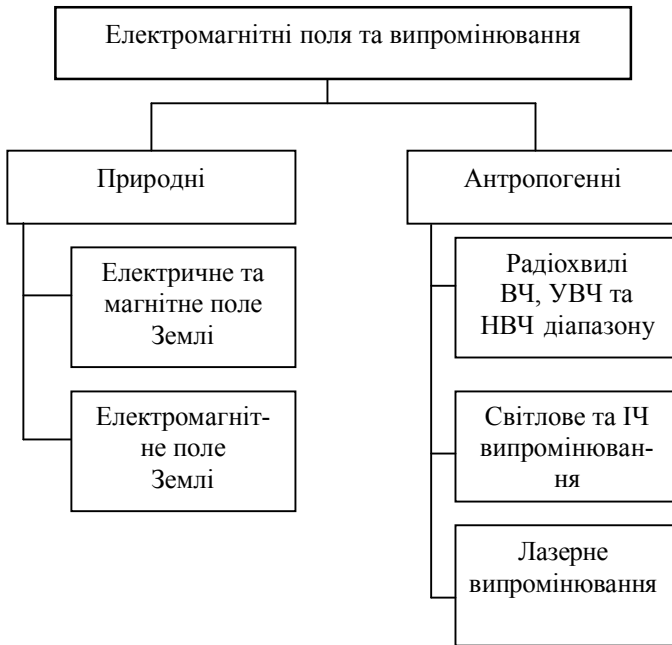 Електромагнітні поля та випромінювання
Природні
Антропогенні
Електричне та
магнітне поле
Землі
Електромагніт-
не поле
Землі
Радіохвилі
ВЧ, УВЧ та
НВЧ діапазону
Світлове та ІЧ
випромінюван-
ня
Лазерне
випромінювання